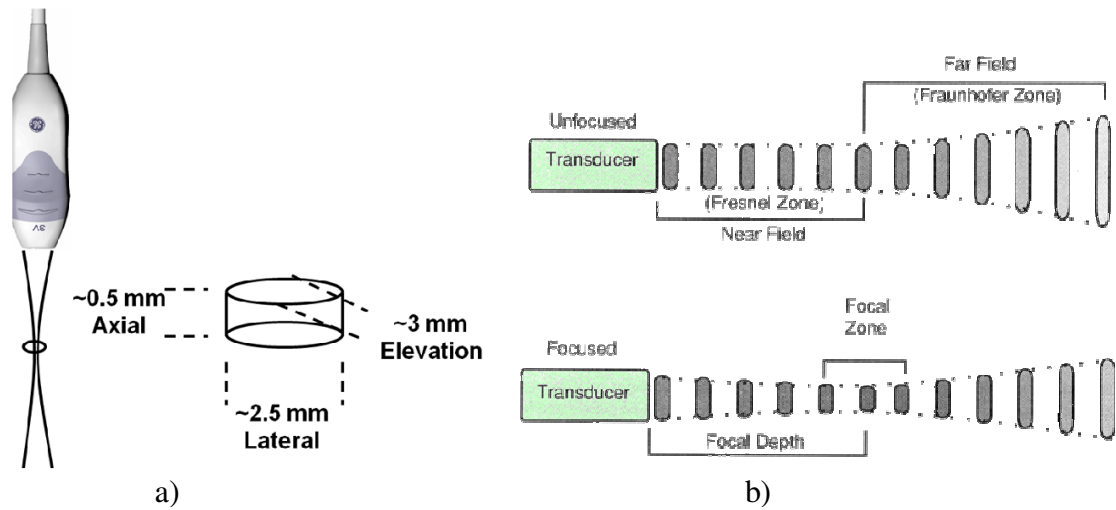 3V
~0.5 mm
Axial
~3 mm
Elevation
~2.5 mm
Lateral
a)
Far Field
(Fraunhofer Zone)
Unfocused
Transducer
(Fresnel Zone)
Near Field
Focal
Zone
Focused
Transducer
Focal Depth
b)